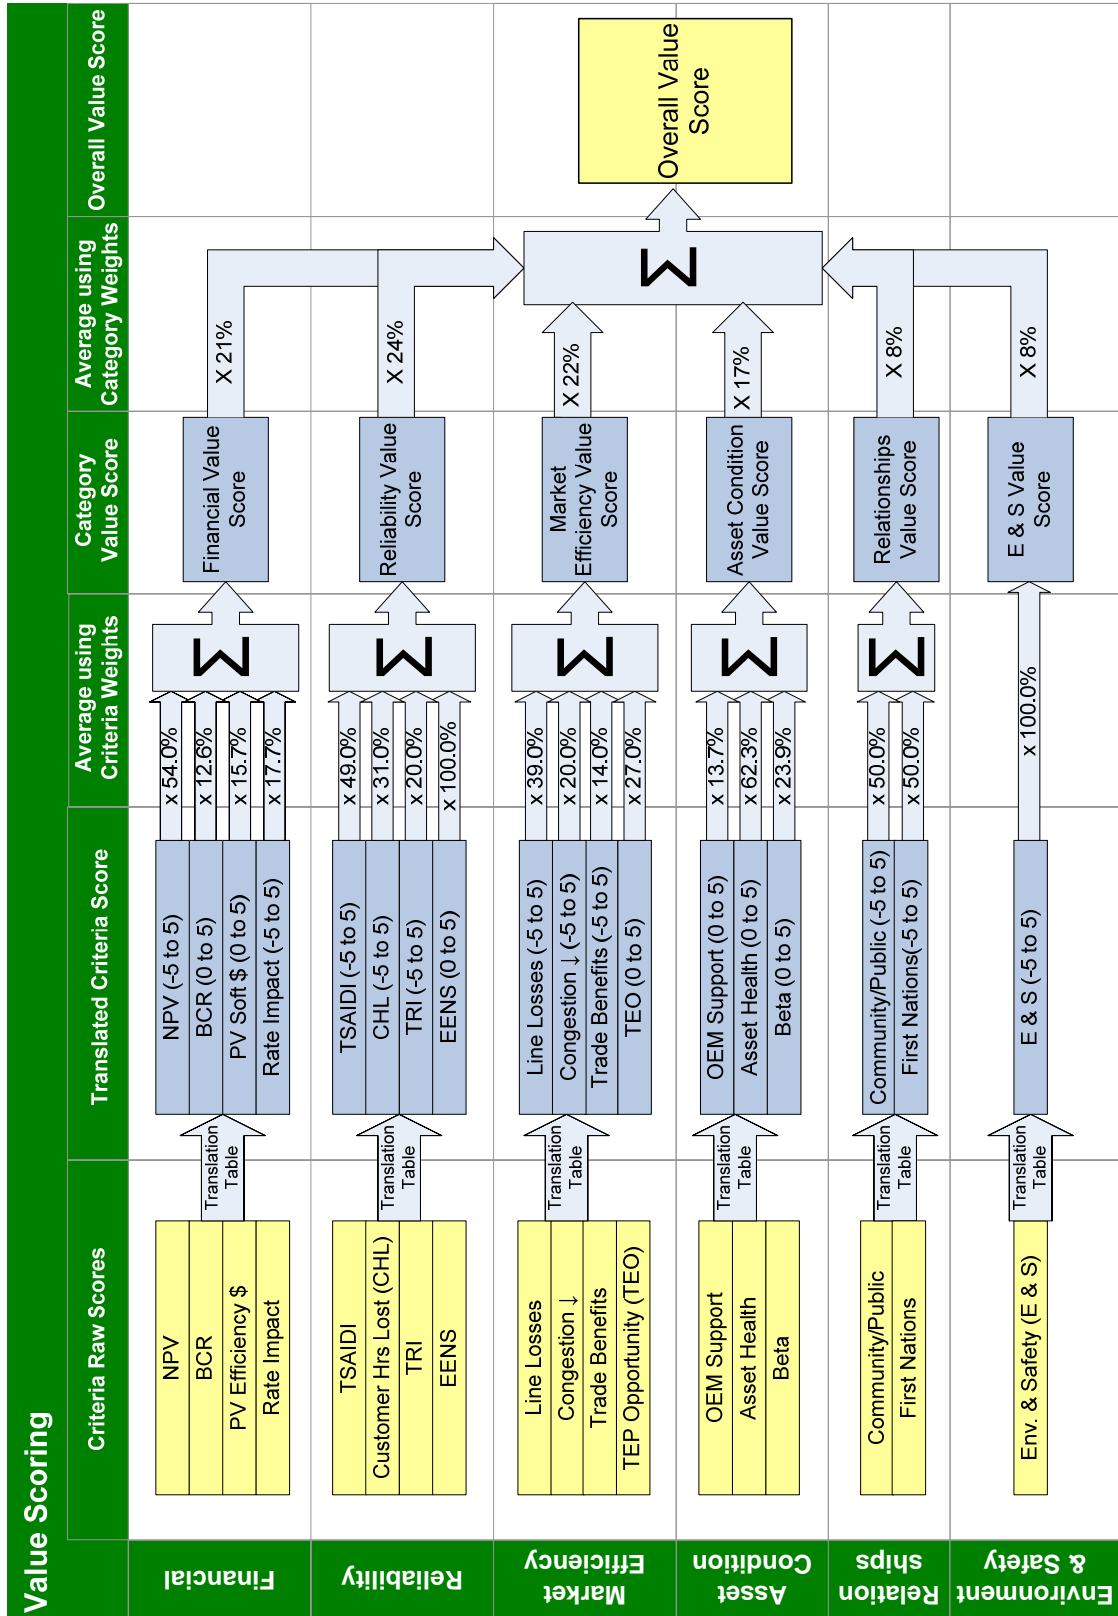 Value Scoring
Criteria Raw Scores
Translated Criteria Score
Average using
Criteria Weights
Category
Value Score
Average using
Category Weights
Overall Value Score
Financial
NPV
BCR
PV Efficiency $
Rate Impact
Translation
Table
NPV (-5 to 5)
BCR (0 to 5)
PV Soft $ (0 to 5)
Rate Impact (-5 to 5)
x 54.0%
x 12.6%
x 15.7%
x 17.7%
Σ
Financial Value
Score
X 21%
Reliability
TSAIDI
Customer Hrs Lost (CHL)
TRI
EENS
Translation
Table
TSAIDI (-5 to 5)
CHL (-5 to 5)
TRI (-5 to 5)
EENS (0 to 5)
x 49.0%
x 31.0%
x 20.0%
x 100.0%
Σ
Reliability Value
Score
X 24%
Market
Efficiency
Line Losses
Congestion ↓
Trade Benefits
TEP Opportunity (TEO)
Translation
Table
Line Losses (-5 to 5)
Congestion ↓ (-5 to 5)
Trade Benefits (-5 to 5)
TEO (0 to 5)
x 39.0%
x 20.0%
x 14.0%
x 27.0%
Σ
Market
Efficiency Value
Score
X 22%
Σ
Overall Value
Score
Asset
Condition
OEM Support
Asset Health
Beta
Translation
Table
OEM Support (0 to 5)
Asset Health (0 to 5)
Beta (0 to 5)
x 13.7%
x 62.3%
x 23.9%
Σ
Asset Condition
Value Score
X 17%
Relation
ships
Community/Public
First Nations
Translation
Table
Community/Public (-5 to 5)
First Nations(-5 to 5)
x 50.0%
x 50.0%
Σ
Relationships
Value Score
X 8%
Environment
& Safety
Env. & Safety (E & S)
Translation
Table
E & S (-5 to 5)
x 100.0%
E & S Value
Score
X 8%